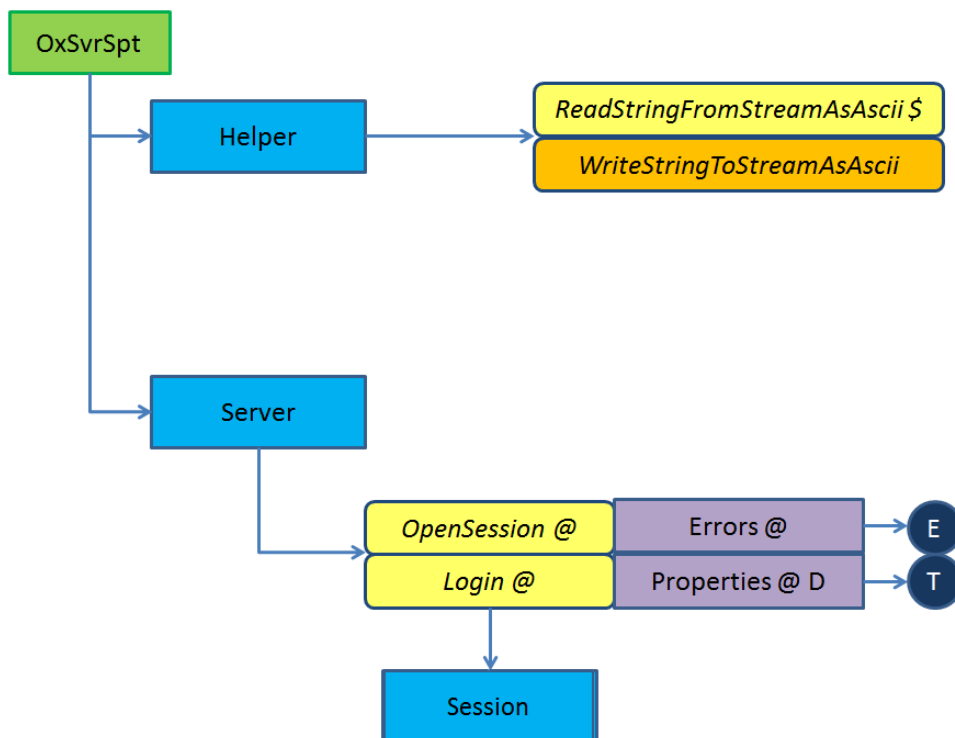 OxSvrSpt
Helper
ReadStringFromStreamAsAscii $
WriteStringToStreamAsAscii
Server
OpenSession @
Errors @
E
Login @
Properties @ D
T
Session